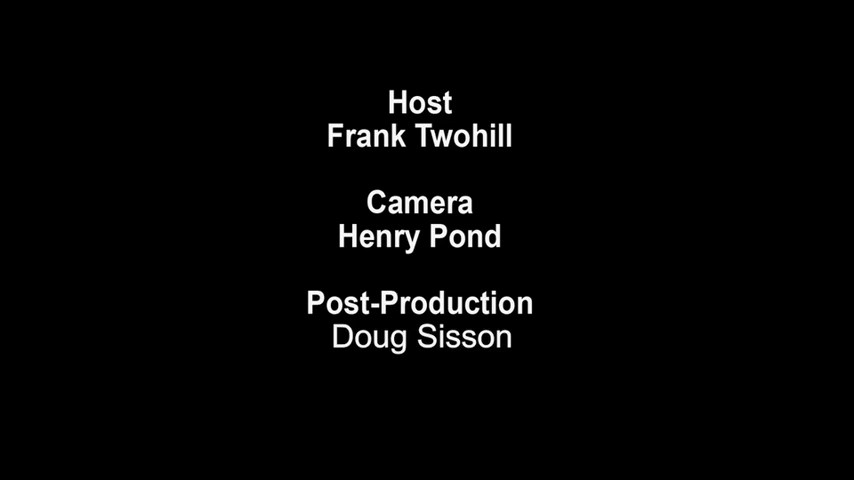 Host
Frank Twohill
Camera
Henry Pond
Post-Production
Doug Sisson